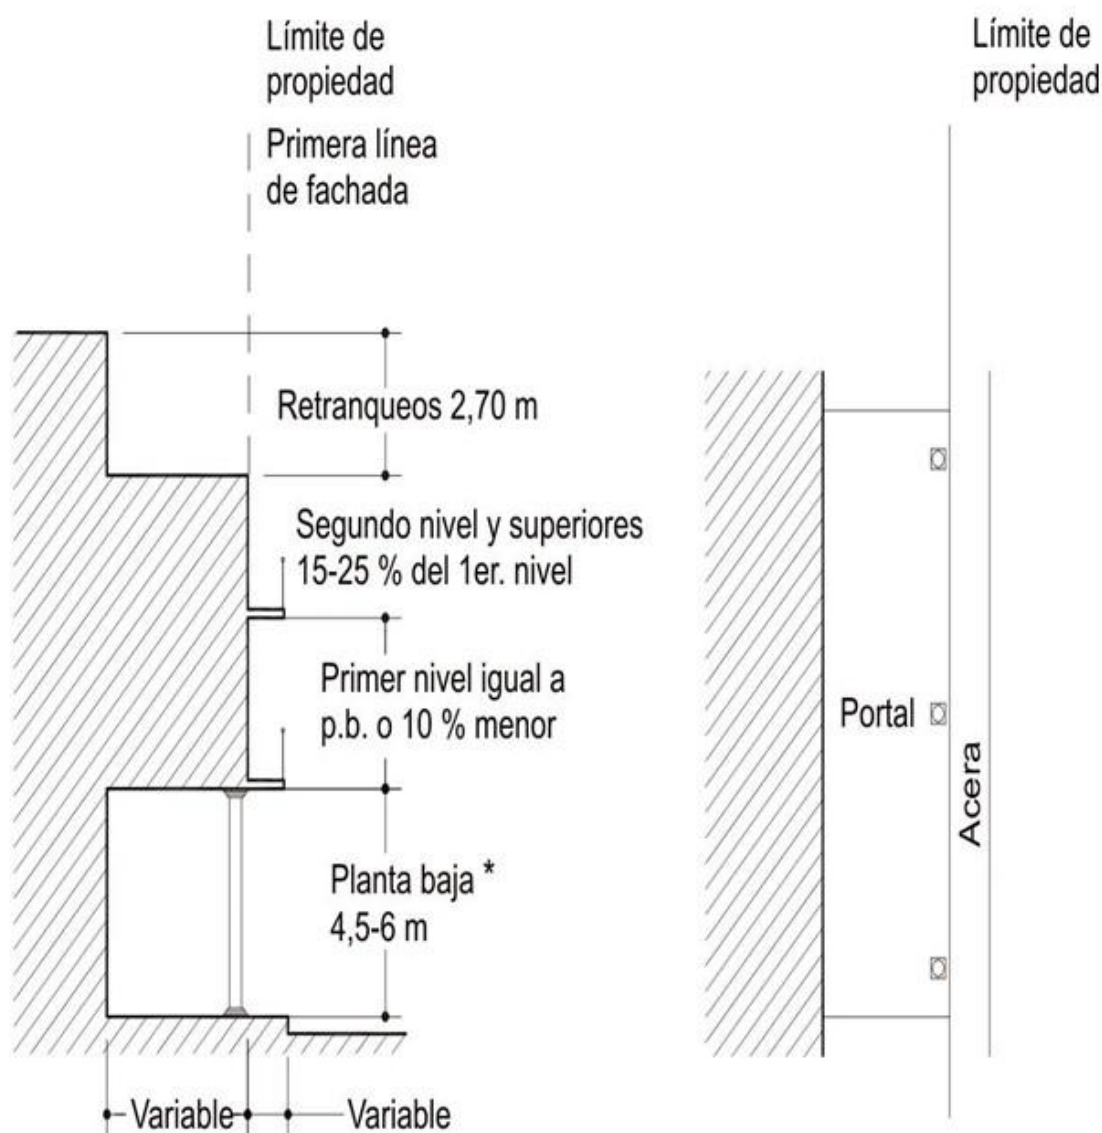 Límite de
propiedad
Primera línea
de fachada
Retranqueos 2,70 m
Segundo nivel y superiores
15-25 % del 1er. nivel
Primer nivel igual a
p.b. o 10 % menor
Planta baja *
4,5-6 m
Variable
Variable
Límite de
propiedad
Portal
Acera